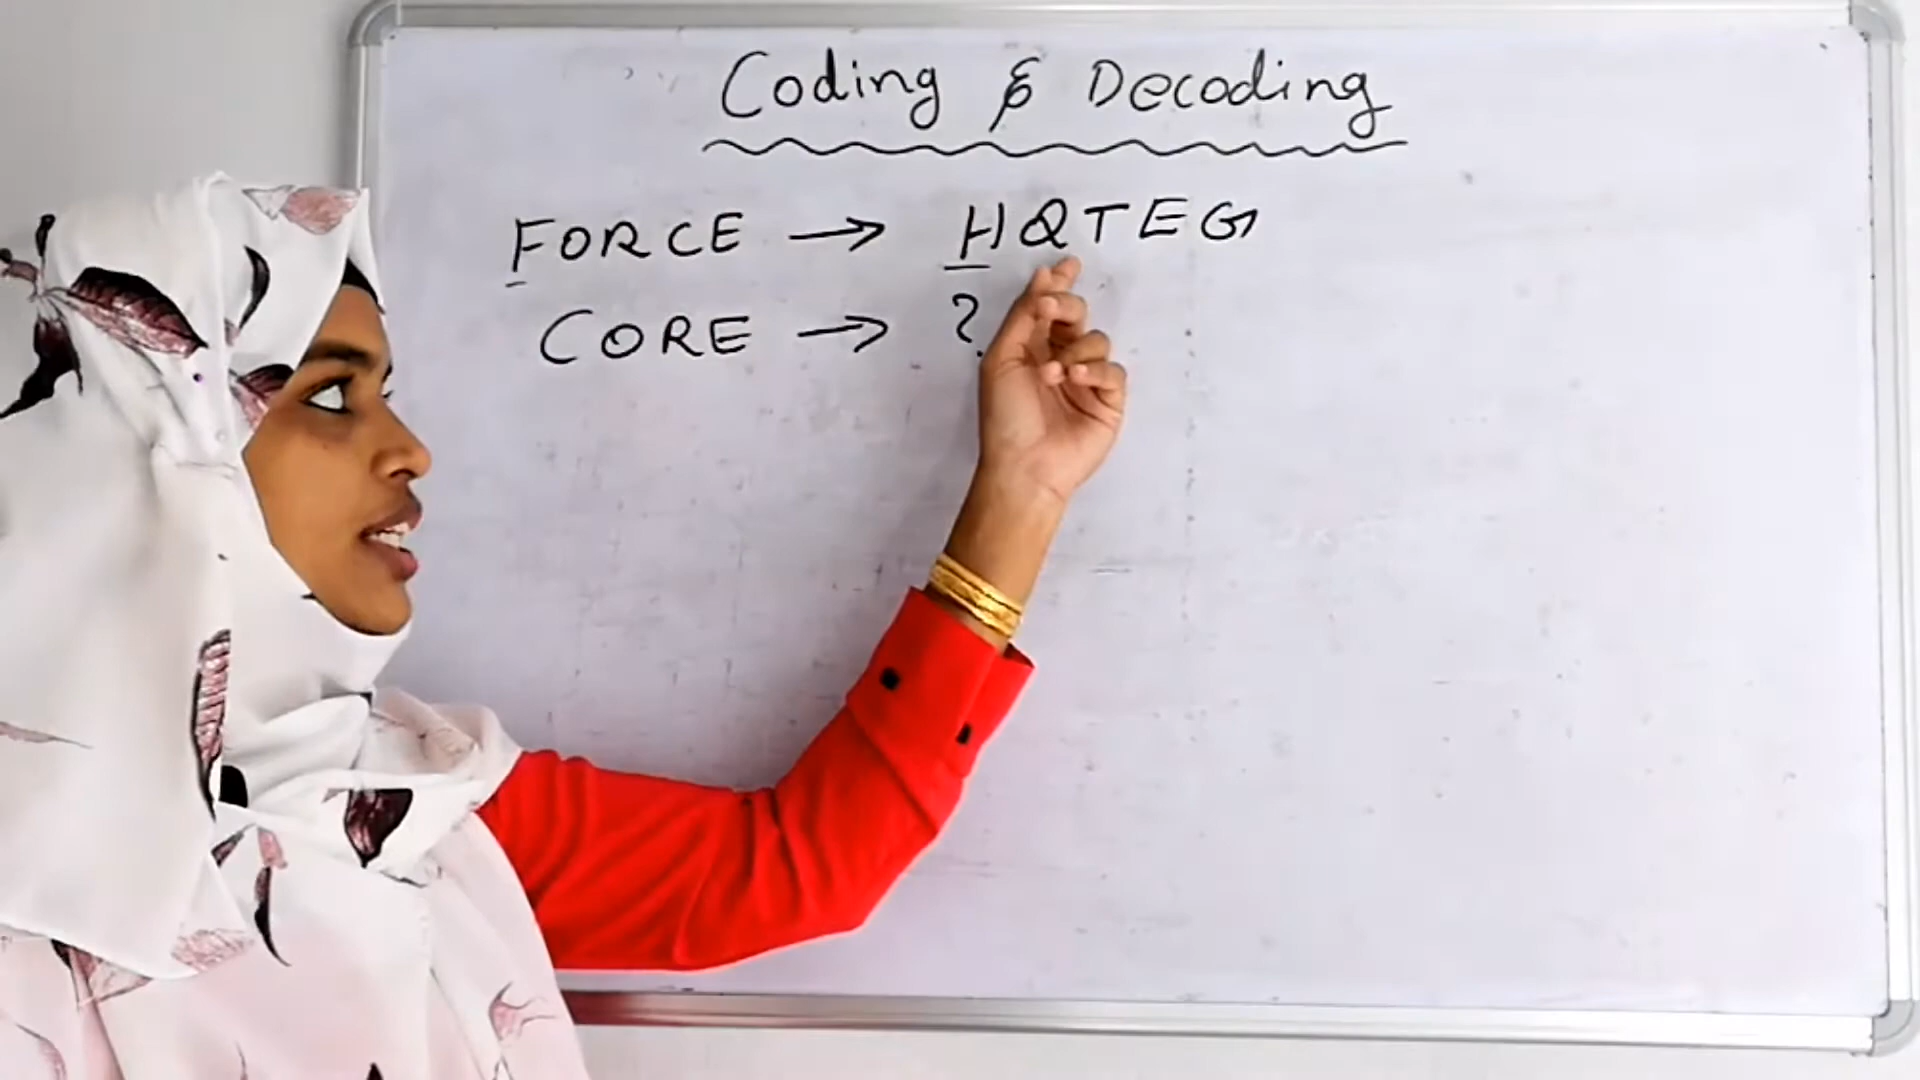 Coding & Decoding
FORCE → HQTEG
CORE → ?